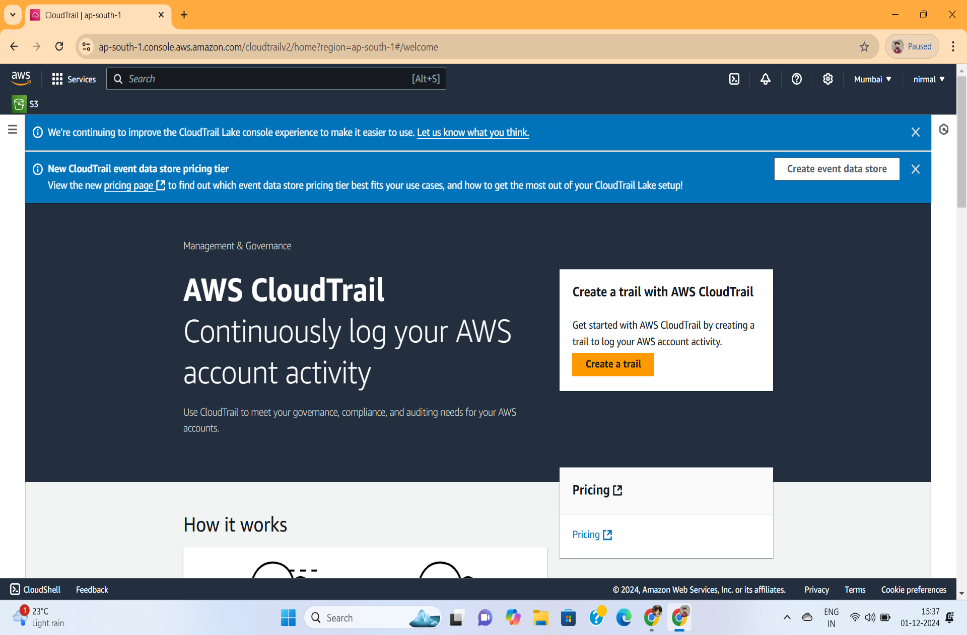 CloudTrail | ap-south-1
ap-south-1.console.aws.amazon.com/cloudtrailv2/home?region=ap-south-1#/welcome
Paused
aws
Services
Search
[Alt+S]
Mumbai
nirmal
S3
We're continuing to improve the CloudTrail Lake console experience to make it easier to use. Let us know what you think.
New CloudTrail event data store pricing tier
View the new pricing page to find out which event data store pricing tier best fits your use cases, and how to get the most out of your CloudTrail Lake setup!
Create event data store
Management & Governance
AWS CloudTrail
Continuously log your AWS
account activity
Use CloudTrail to meet your governance, compliance, and auditing needs for your AWS
accounts.
Create a trail with AWS CloudTrail
Get started with AWS CloudTrail by creating a
trail to log your AWS account activity.
Create a trail
Pricing
Pricing
How it works
CloudShell
Feedback
© 2024, Amazon Web Services, Inc. or its affiliates.
Privacy
Terms
Cookie preferences
1
23°C
Light rain
Search
ENG
IN
15:37
01-12-2024